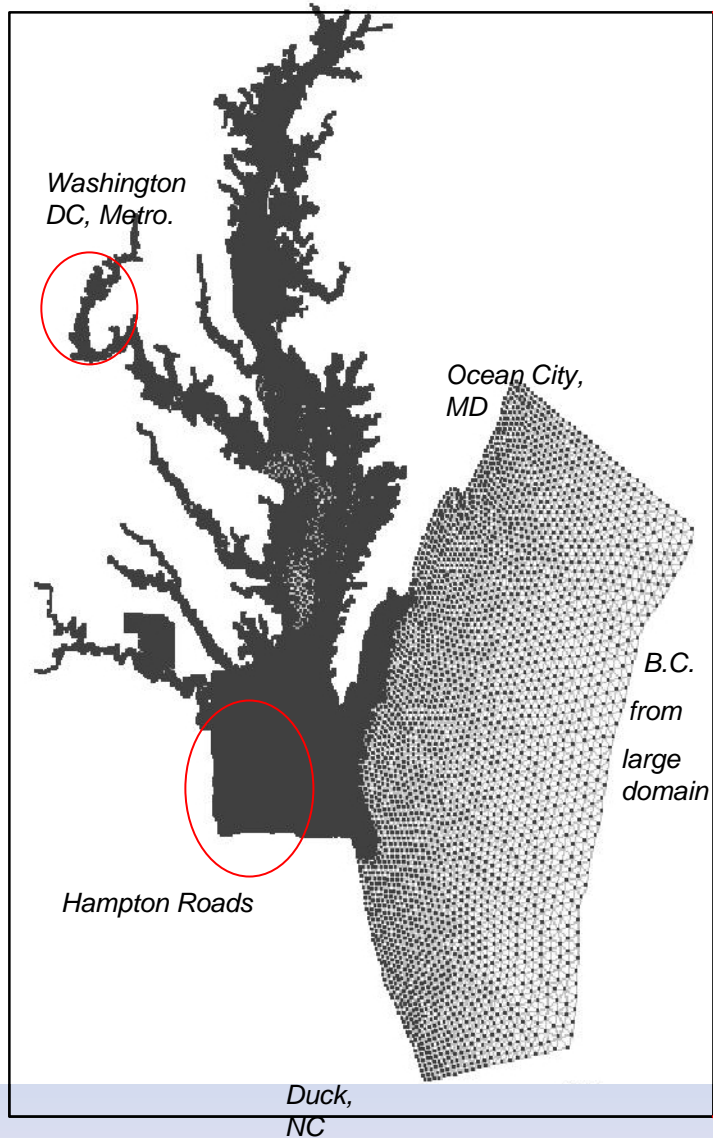 Washington
DC, Metro.
Ocean City,
MD
B.C.
from
large
domain
Hampton Roads
Duck,
NC